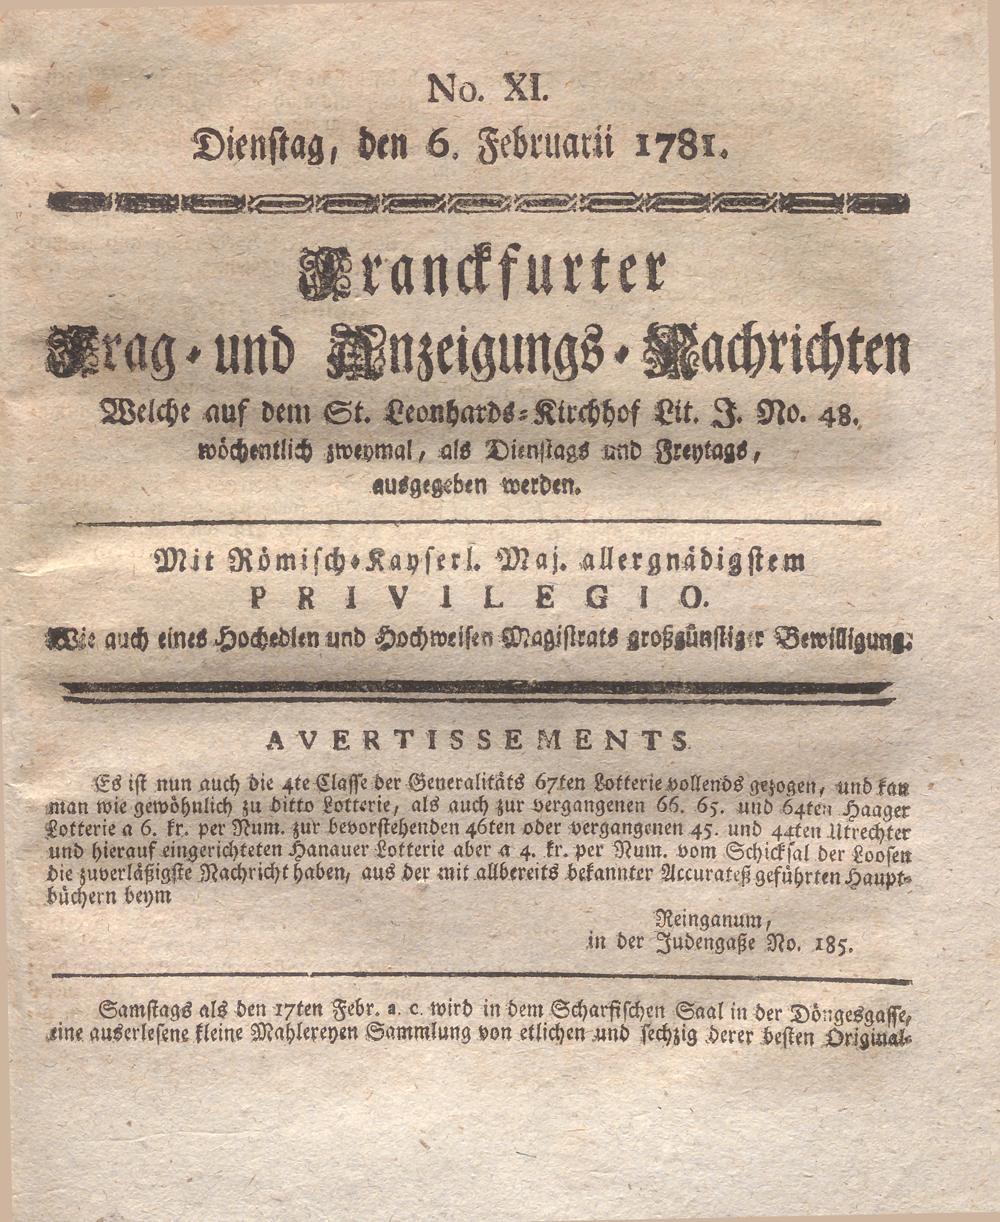 No. XI.
Dienstag, den 6. Februarii 1781.
Franckfurter
Frag- und Anzeigungs-Nachrichten
Welche auf dem St. Leonhards-Kirchhof Lit. J. No. 48.
wöchentlich zweymal, als Dienstags und Freytags,
ausgegeben werden.
Mit Römisch-Kayserl. Maj. allergnädigstem
PRIVILEGIO.
Wie auch eines Hochedlen und Hochweisen Magistrats großgünstiger Bewilligung.
AVERTISSEMENTS
Es ist nun auch die 4te Classe der Generalitäts 67ten Lotterie vollends gezogen, und kan
man wie gewöhnlich zu ditto Lotterie, als auch zur vergangenen 66. 65. und 64ten Haager
Lotterie a 6. kr. per Num. zur bevorstehenden 46ten oder vergangenen 45. und 44ten Utrechter
und hierauf eingerichteten Hanauer Lotterie aber a 4. kr. per Num. vom Schicksal der Loosen
die zuverläßigste Nachricht haben, aus der mit allbereits bekannter Accurateß geführten Haupt-
büchern beym
Reinganum,
in der Judengaße No. 185.
Samstags als den 17ten Febr. a. c. wird in dem Scharfischen Saal in der Döngesgasse,
eine auserlesene kleine Mahlereyen Sammlung von etlichen und sechzig derer besten Original-